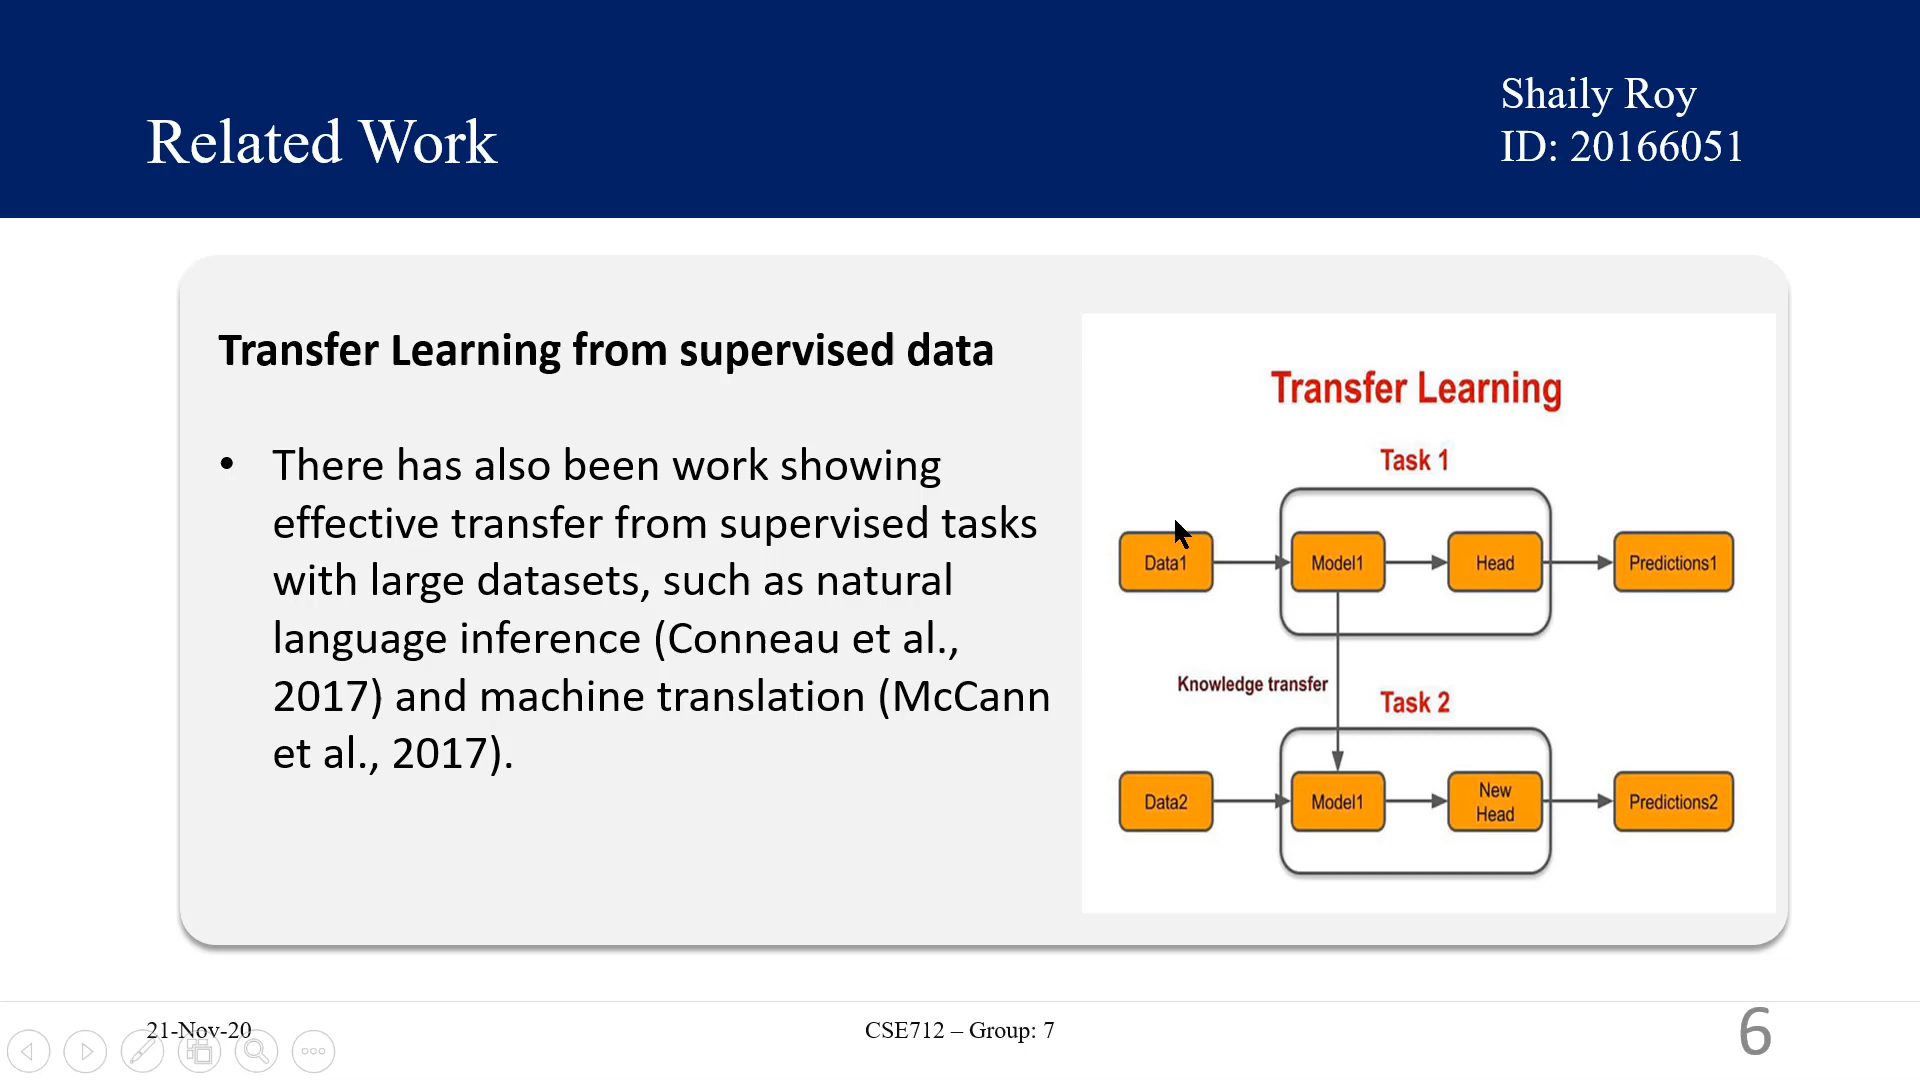 Related Work
Shaily Roy
ID: 20166051
Transfer Learning from supervised data
• There has also been work showing
effective transfer from supervised tasks
with large datasets, such as natural
language inference (Conneau et al.,
2017) and machine translation (McCann
et al., 2017).
Transfer Learning
Task 1
Data1
Model1
Head
Predictions1
Knowledge transfer
Task 2
Data2
Model1
New
Head
Predictions2
21-Nov-20
CSE712 – Group: 7
6